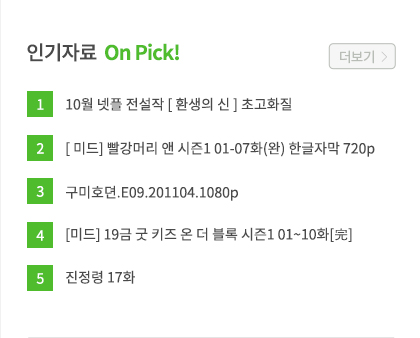 인기자료 On Pick!
더보기 >
1 10월 넷플 전설작 [ 환생의 신 ] 초고화질
2 [ 미드] 빨강머리 앤 시즌1 01-07화(완) 한글자막 720p
3 구미호뎐.E09.201104.1080p
4 [미드] 19금 굿 키즈 온 더 블록 시즌1 01~10화[完]
5 진정령 17화